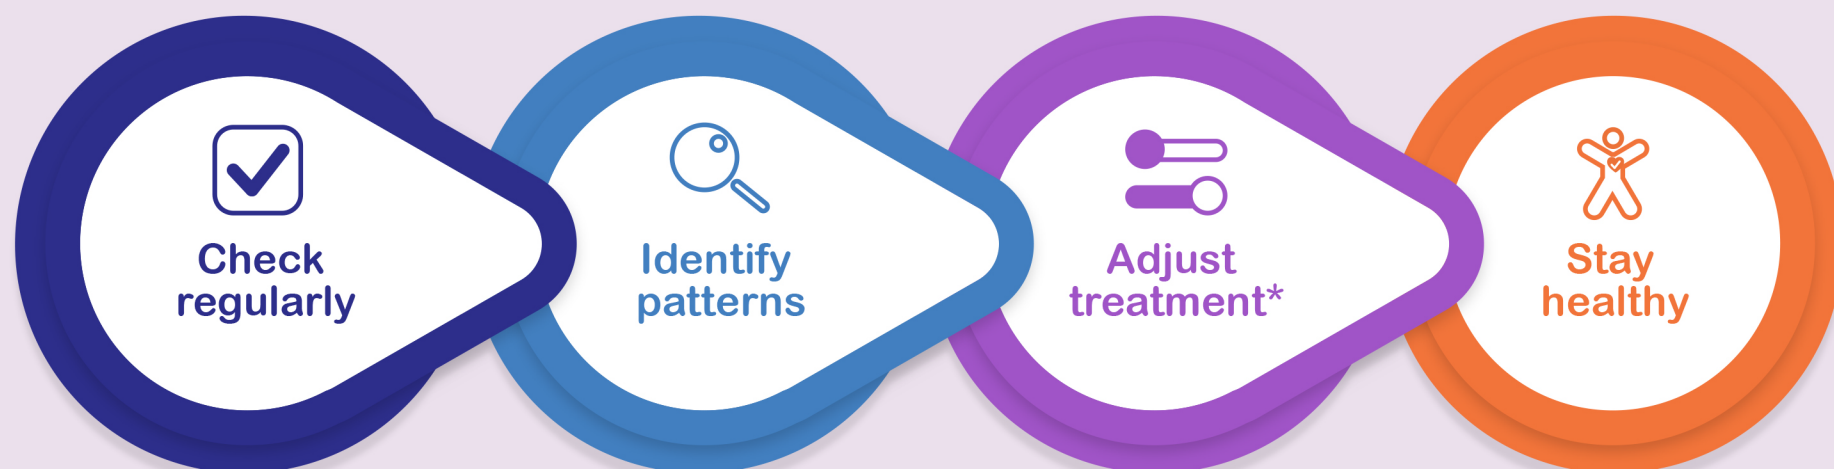 Check
regularly
Identify
patterns
Adjust
treatment*
Stay
healthy